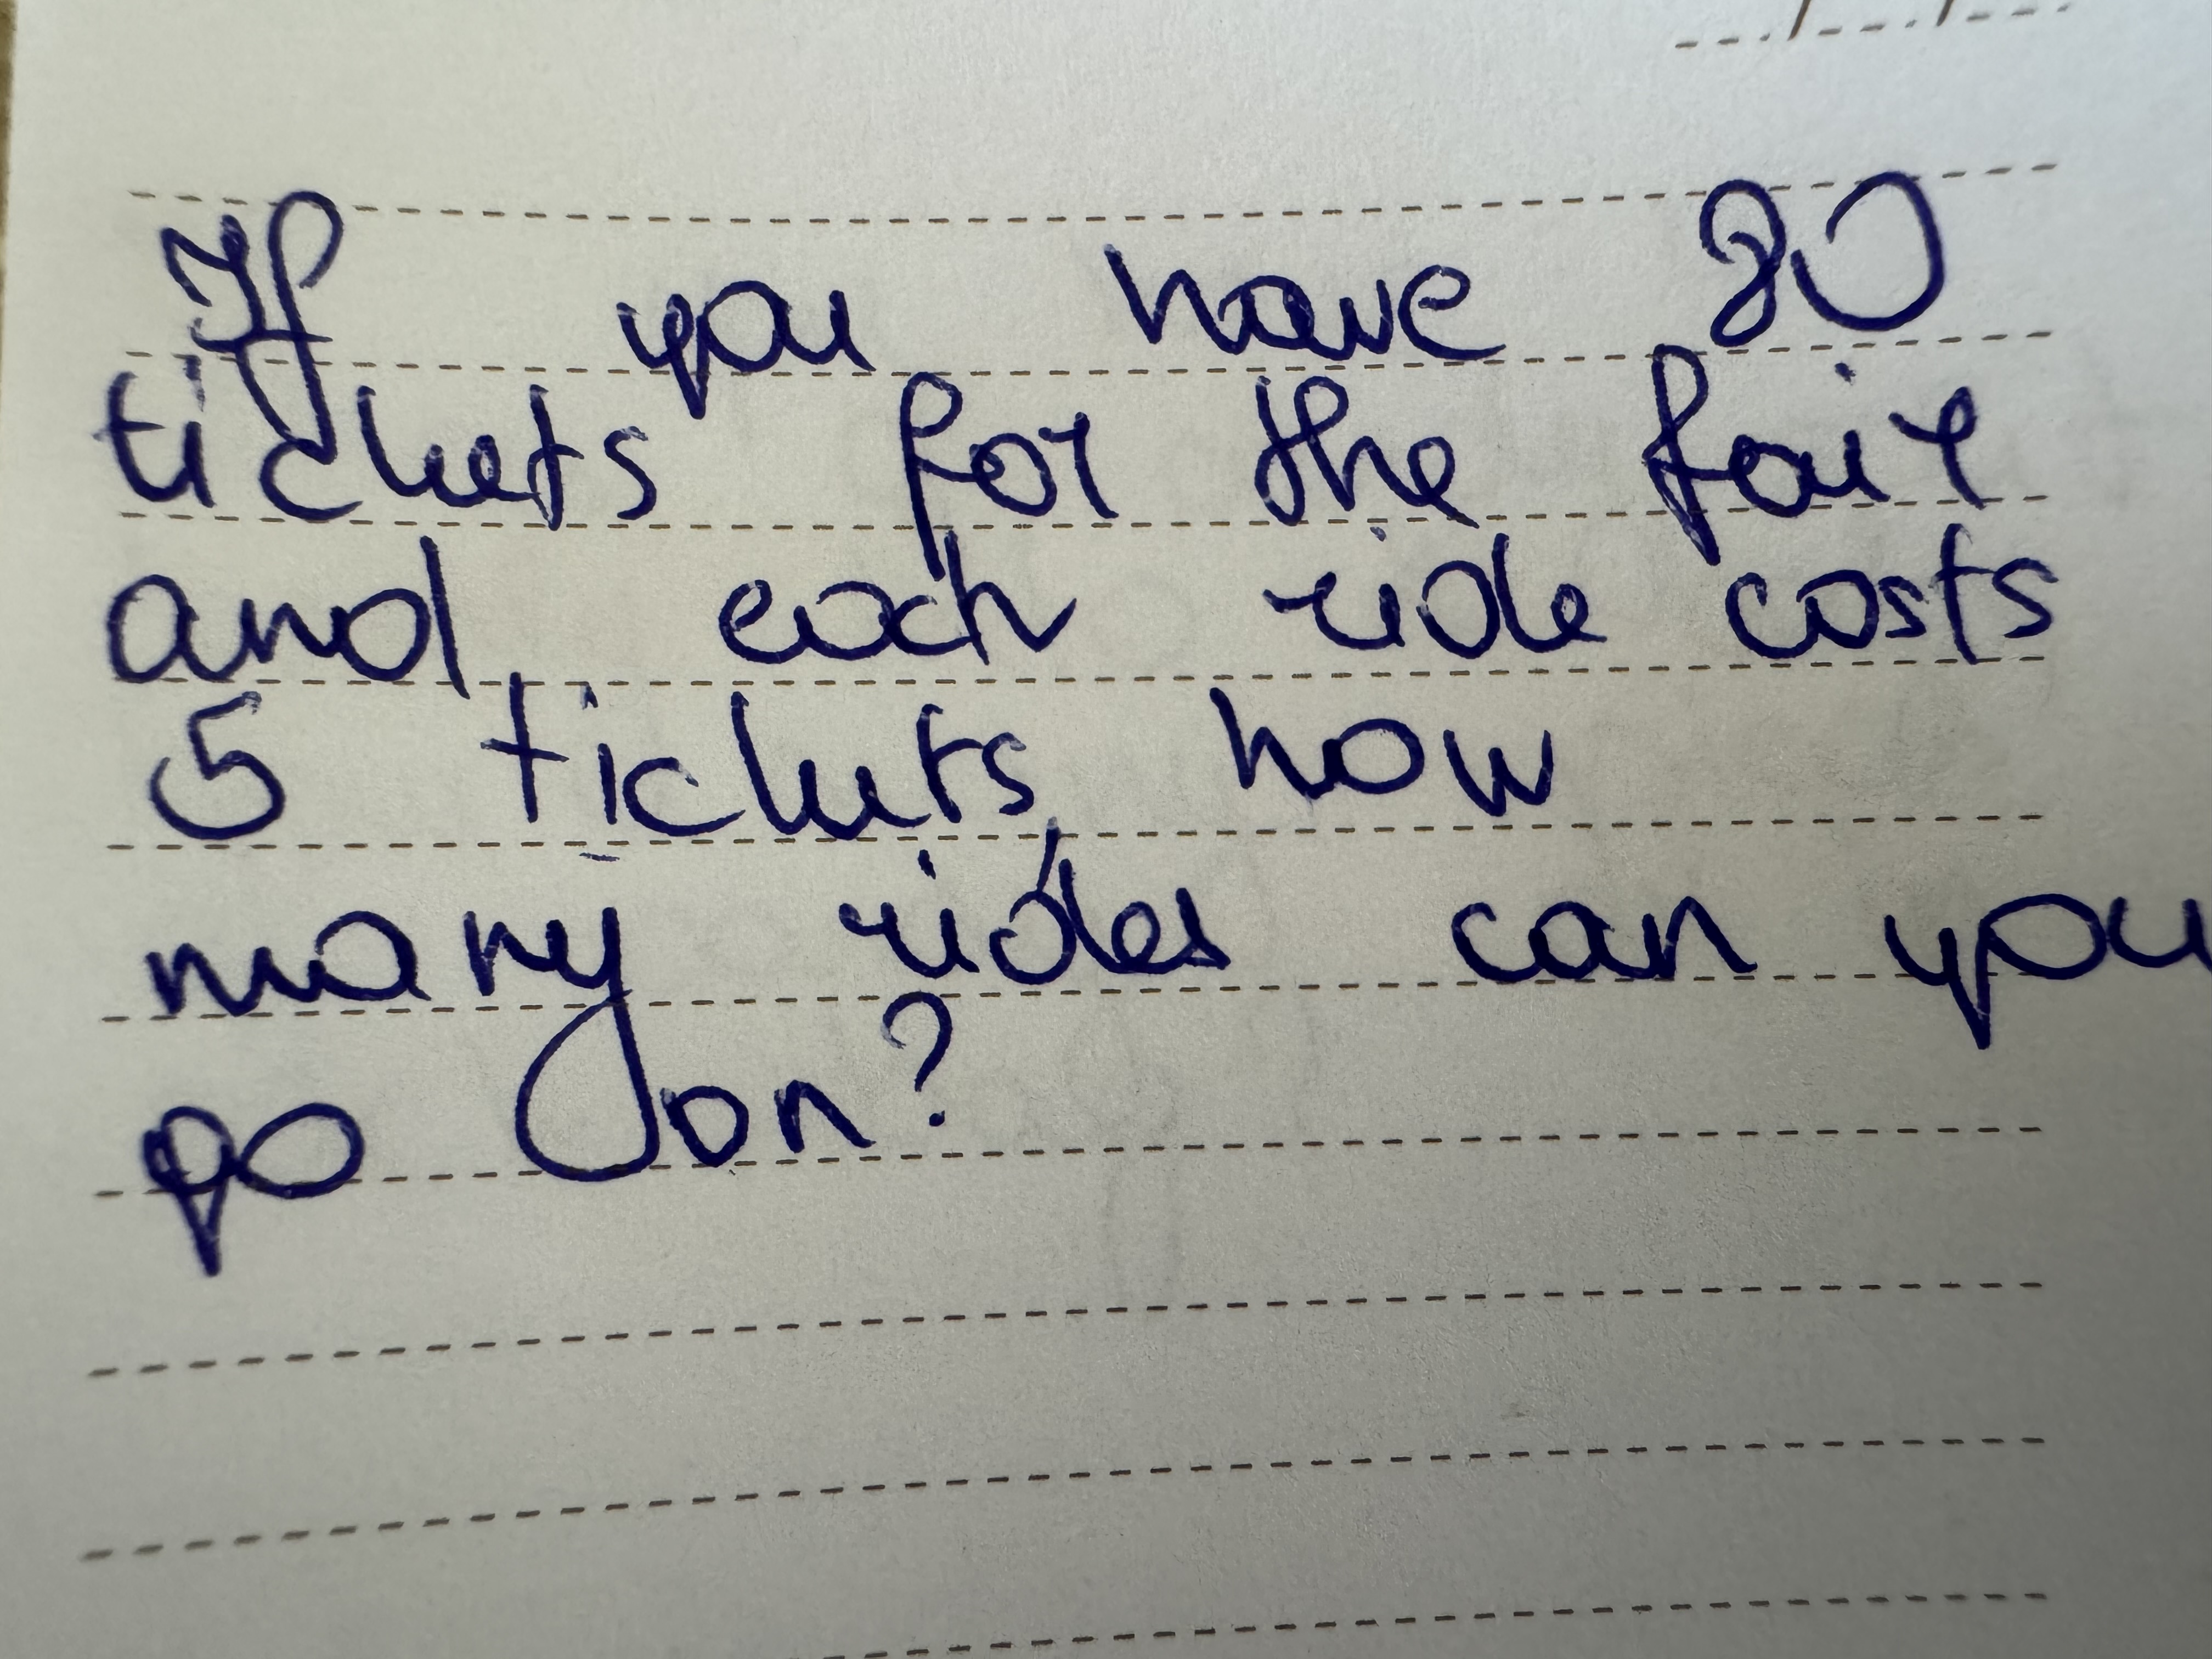 If you have 30
tickets for the fair
and each ride costs
5 tickets, how
many rides can you
go on?